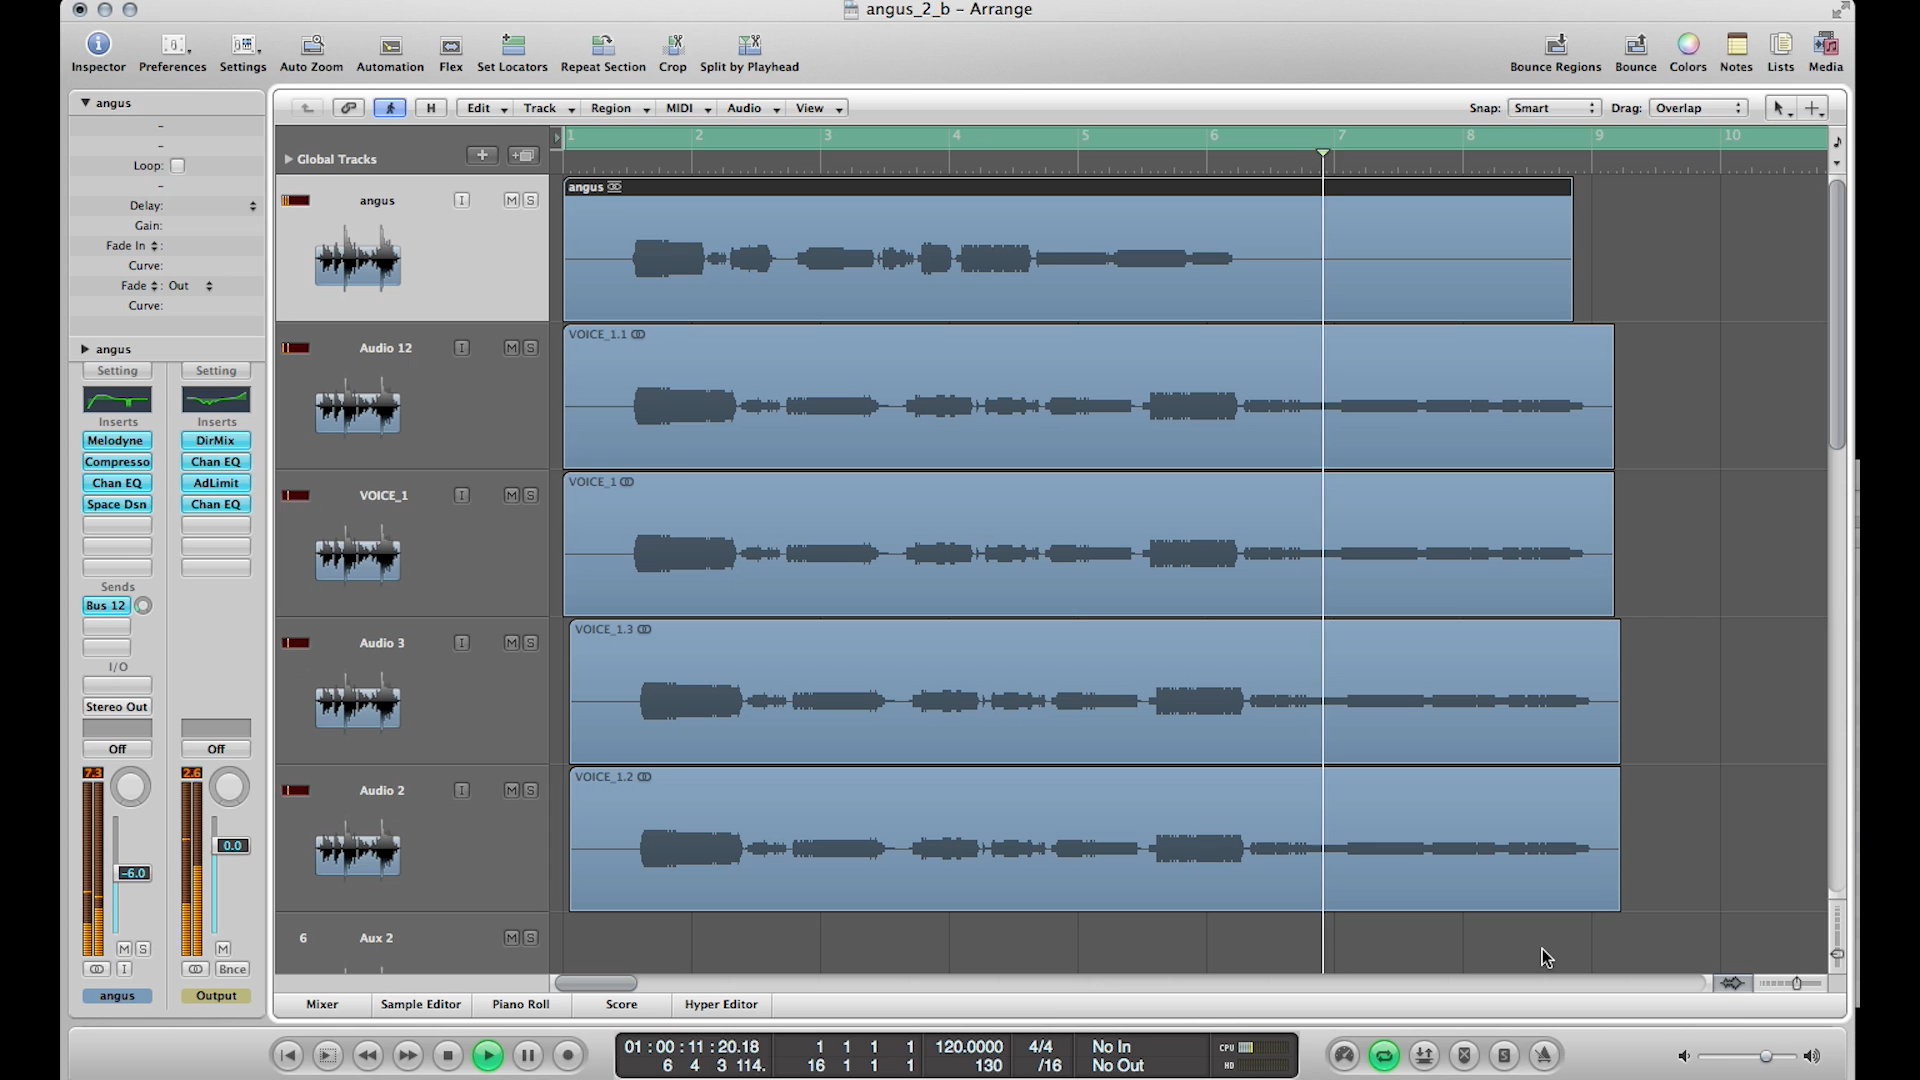 angus_2_b – Arrange
Inspector Preferences Settings Auto Zoom Automation Flex Set Locators Repeat Section Crop Split by Playhead Bounce Regions Bounce Colors Notes Lists Media
angus
H Edit Track Region MIDI Audio View Snap: Smart Drag: Overlap
–
–
Loop:
–
Delay:
Gain:
Fade In :
Curve:
Fade : Out
Curve:
angus
Setting Setting
Inserts Inserts
Melodyne DirMix
Compresso Chan EQ
Chan EQ AdLimit
Space Dsn Chan EQ
Sends
Bus 12
I/O
Stereo Out
Off Off
7.3 2.6
0.0
-6.0
M S M
I Bnce
angus Output
1 2 3 4 5 6 7 8 9 10
Global Tracks
angus I M S
angus
Audio 12 I M S
VOICE_1.1
VOICE_1 I M S
VOICE_1
Audio 3 I M S
VOICE_1.3
Audio 2 I M S
VOICE_1.2
6 Aux 2 M S
Mixer Sample Editor Piano Roll Score Hyper Editor
01 : 00 : 11 : 20.18 1 1 1 1 120.0000 4/4 No In CPU
6 4 3 114. 16 1 1 1 130 /16 No Out HD
S